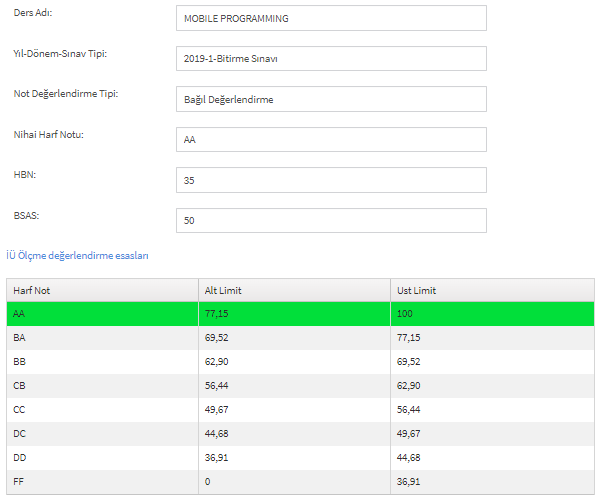 Ders Adı: MOBILE PROGRAMMING
Yıl-Dönem-Sınav Tipi: 2019-1-Bitirme Sınavı
Not Değerlendirme Tipi: Bağıl Değerlendirme
Nihai Harf Notu: AA
HBN: 35
BSAS: 50
İÜ Ölçme değerlendirme esasları
Harf Not Alt Limit Ust Limit
AA 77,15 100
BA 69,52 77,15
BB 62,90 69,52
CB 56,44 62,90
CC 49,67 56,44
DC 44,68 49,67
DD 36,91 44,68
FF 0 36,91